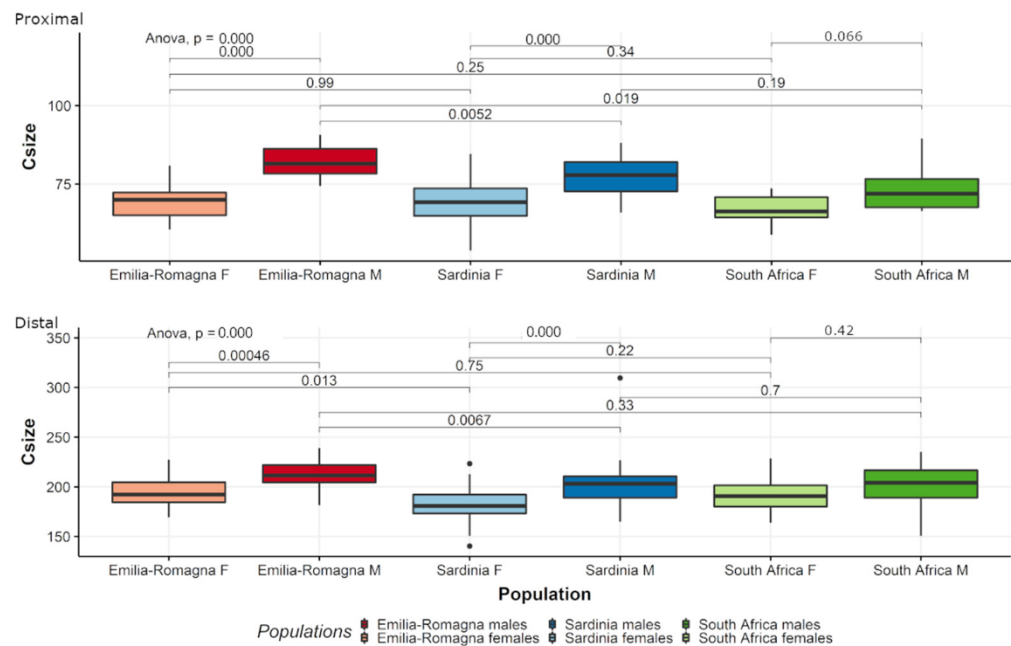 Proximal
Anova, p = 0.000
0.000
0.000
0.066
0.34
0.25
0.99
0.19
0.019
0.0052
100
75
Csize
Emilia-Romagna F
Emilia-Romagna M
Sardinia F
Sardinia M
South Africa F
South Africa M
Distal
Anova, p = 0.000
0.000
0.42
0.00046
0.22
0.75
0.013
0.7
0.33
0.0067
350
300
250
200
150
Csize
Emilia-Romagna F
Emilia-Romagna M
Sardinia F
Sardinia M
South Africa F
South Africa M
Population
Populations
Emilia-Romagna males
Sardinia males
South Africa males
Emilia-Romagna females
Sardinia females
South Africa females